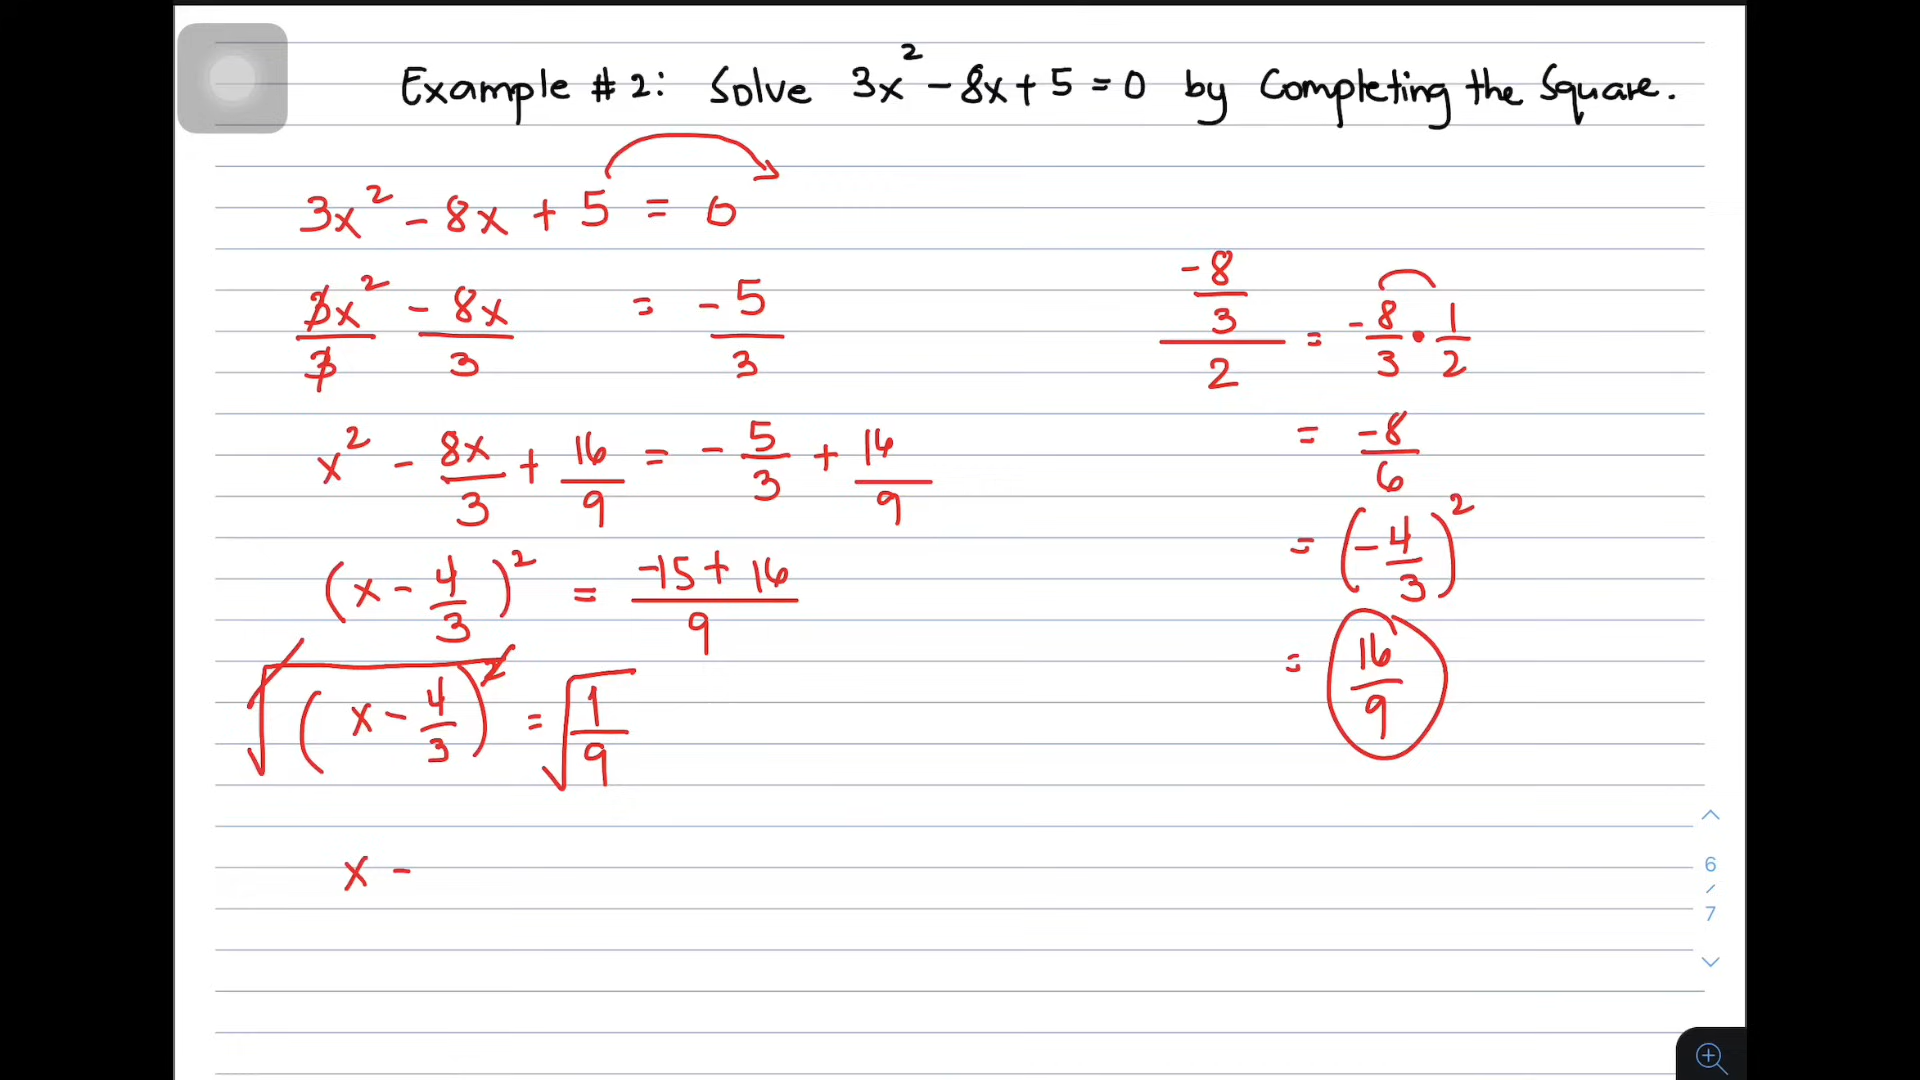 Example # 2: Solve 3x² - 8x + 5 = 0 by Completing the Square.
3x² - 8x + 5 = 0
3x²/3 - 8x/3 = -5/3
x² - 8x/3 + 16/9 = -5/3 + 16/9
(x - 4/3)² = (-15 + 16)/9
√(x - 4/3)² = √(1/9)
x -
(-8/3)/2 = -8/3 • 1/2
= -8/6
= (-4/3)²
= 16/9
6
/
7